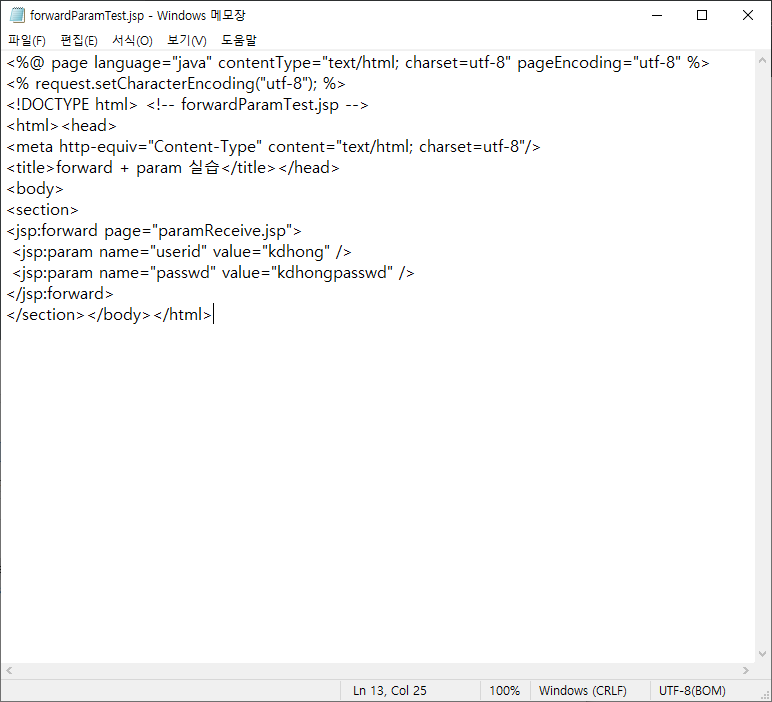 forwardParamTest.jsp - Windows 메모장
파일(F) 편집(E) 서식(O) 보기(V) 도움말
<%@ page language="java" contentType="text/html; charset=utf-8" pageEncoding="utf-8" %>
<% request.setCharacterEncoding("utf-8"); %>
<!DOCTYPE html> <!-- forwardParamTest.jsp -->
<html><head>
<meta http-equiv="Content-Type" content="text/html; charset=utf-8"/>
<title>forward + param 실습</title></head>
<body>
<section>
<jsp:forward page="paramReceive.jsp">
<jsp:param name="userid" value="kdhong" />
<jsp:param name="passwd" value="kdhongpasswd" />
</jsp:forward>
</section></body></html>
Ln 13, Col 25 100% Windows (CRLF) UTF-8(BOM)